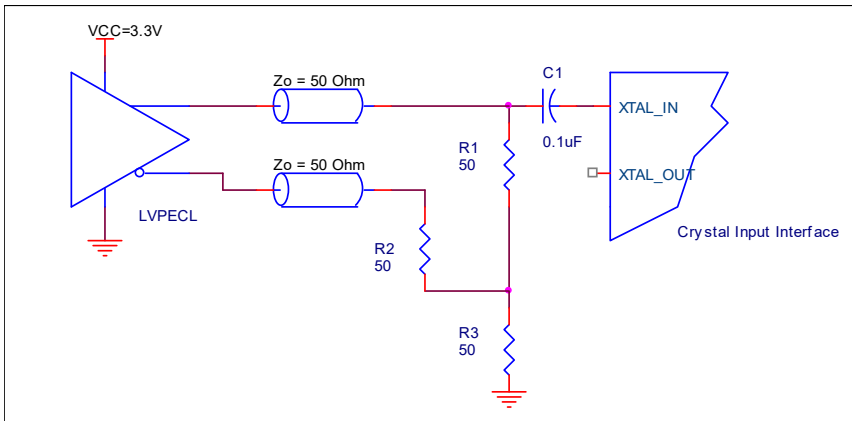 VCC=3.3V
Zo = 50 Ohm
C1
XTAL_IN
R1
50
0.1uF
Zo = 50 Ohm
XTAL_OUT
LVPECL
Crystal Input Interface
R2
50
R3
50